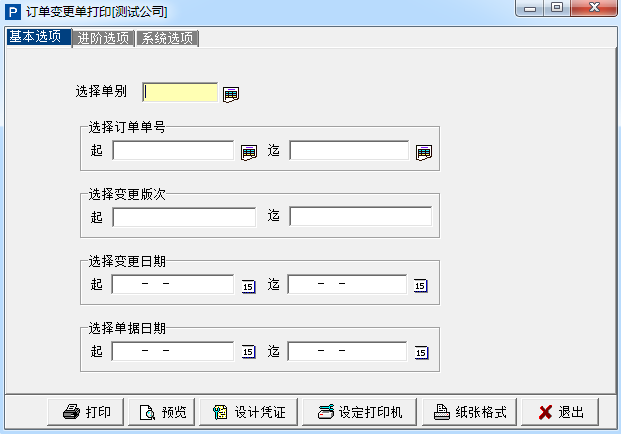 P 订单变更单打印[测试公司]
基本选项 进阶选项 系统选项
选择单别
选择订单单号
起 迄
选择变更版次
起 迄
选择变更日期
起 - - 15 迄 - - 15
选择单据日期
起 - - 15 迄 - - 15
打印 预览 设计凭证 设定打印机 纸张格式 退出